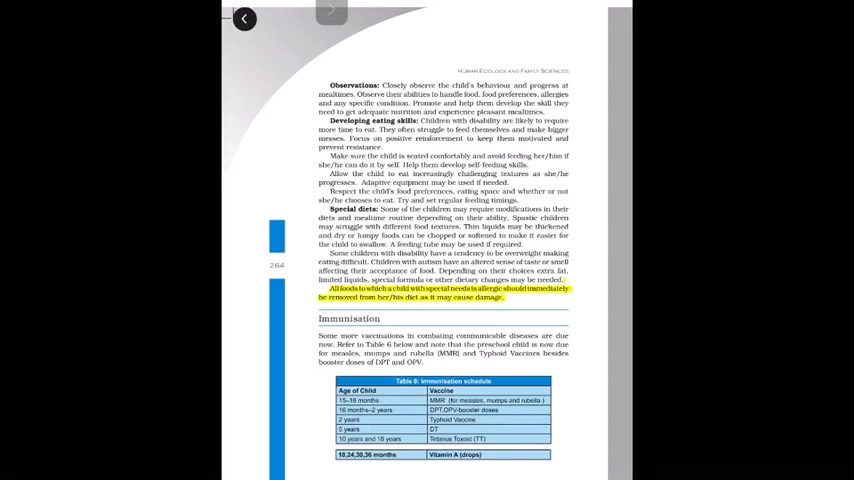 HUMAN ECOLOGY AND FAMILY SCIENCES
Observations: Closely observe the child's behaviour and progress at
mealtimes. Observe their abilities to handle food, food preferences, allergies
and any specific condition. Promote and help them develop the skill they
need to get adequate nutrition and experience pleasant mealtimes.
Developing eating skills: Children with disability are likely to require
more time to eat. They often struggle to feed themselves and make bigger
messes. Focus on positive reinforcement to keep them motivated and
prevent resistance.
Make sure the child is seated comfortably and avoid feeding her/him if
she/he can do it by self. Help them develop self-feeding skills.
Allow the child to eat increasingly challenging textures as she/he
progresses. Adaptive equipment may be used if needed.
Respect the child's food preferences, eating space and whether or not
she/he chooses to eat. Try and set regular feeding timings.
Special diets: Some of the children may require modifications in their
diets and mealtime routine depending on their ability. Spastic children
may struggle with different food textures. Thin liquids may be thickened
and dry or lumpy foods can be chopped or softened to make it easier for
the child to swallow. A feeding tube may be used if required.
Some children with disability have a tendency to be overweight making
eating difficult. Children with autism have an altered sense of taste or smell
affecting their acceptance of food. Depending on their choices extra fat,
limited liquids, special formula or other dietary changes may be needed.
All foods to which a child with special needs is allergic should immediately
be removed from her/his diet as it may cause damage.
264
Immunisation
Some more vaccinations in combating communicable diseases are due
now. Refer to Table 6 below and note that the preschool child is now due
for measles, mumps and rubella (MMR) and Typhoid Vaccines besides
booster doses of DPT and OPV.
Table 6: Immunisation schedule
Age of Child Vaccine
15–18 months MMR (for measles, mumps and rubella )
16 months–2 years DPT,OPV-booster doses
2 years Typhoid Vaccine
5 years DT
10 years and 16 years Tetanus Toxoid (TT)
18,24,30,36 months Vitamin A (drops)